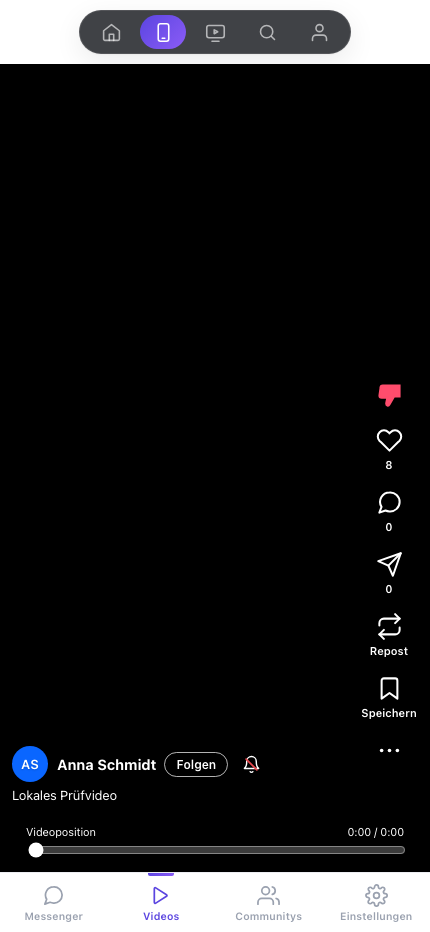 8
0
0
Repost
Speichern
AS
Anna Schmidt
Folgen
Lokales Prüfvideo
Videoposition
0:00 / 0:00
Messenger
Videos
Communitys
Einstellungen